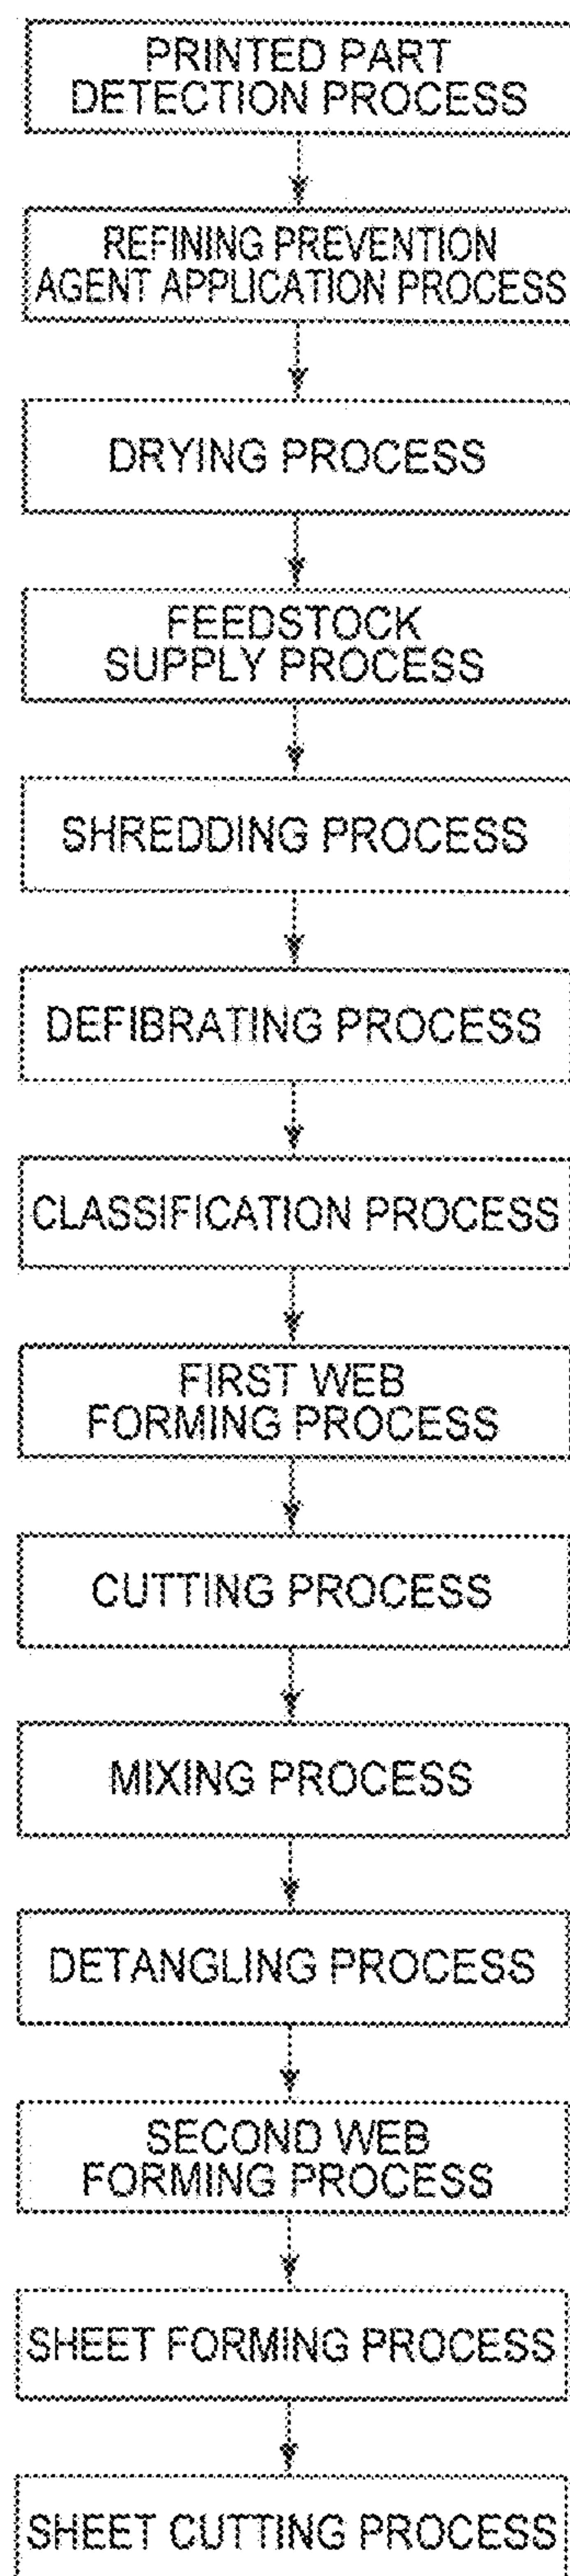 PRINTED PART
DETECTION PROCESS
REFINING PREVENTION
AGENT APPLICATION PROCESS
DRYING PROCESS
FEEDSTOCK
SUPPLY PROCESS
SHREDDING PROCESS
DEFIBRATING PROCESS
CLASSIFICATION PROCESS
FIRST WEB
FORMING PROCESS
CUTTING PROCESS
MIXING PROCESS
DETANGLING PROCESS
SECOND WEB
FORMING PROCESS
SHEET FORMING PROCESS
SHEET CUTTING PROCESS